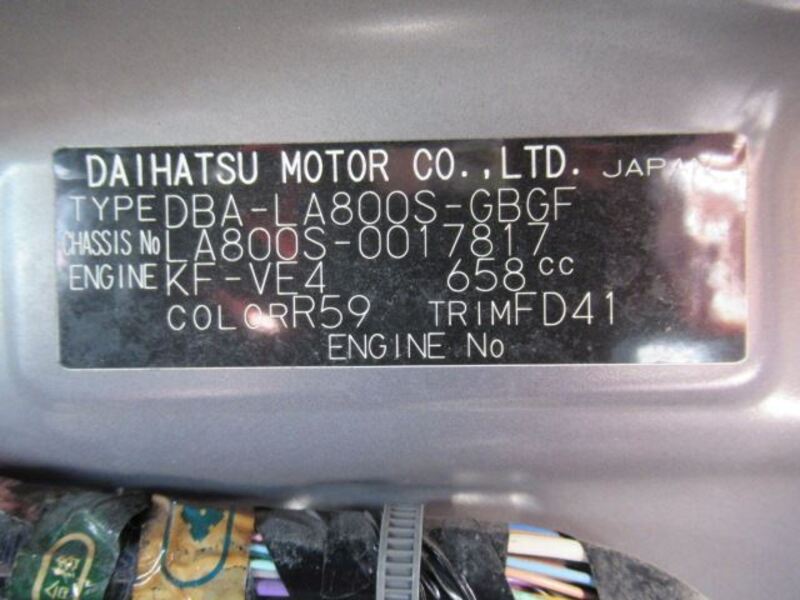 DAIHATSU MOTOR CO.,LTD. JAPAN
TYPE DBA-LA800S-GBGF
CHASSIS No LA800S-0017817
ENGINE KF-VE4 658cc
COLOR R59 TRIM FD41
ENGINE No